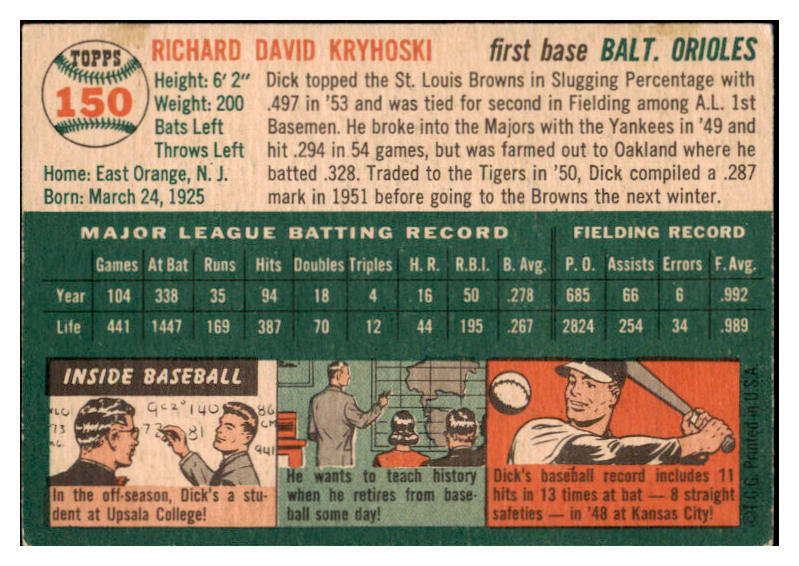 TOPPS
150
RICHARD DAVID KRYHOSKI first base BALT. ORIOLES
Height: 6' 2"
Weight: 200
Bats Left
Throws Left
Home: East Orange, N. J.
Born: March 24, 1925
Dick topped the St. Louis Browns in Slugging Percentage with
.497 in '53 and was tied for second in Fielding among A.L. 1st
Basemen. He broke into the Majors with the Yankees in '49 and
hit .294 in 54 games, but was farmed out to Oakland where he
batted .328. Traded to the Tigers in '50, Dick compiled a .287
mark in 1951 before going to the Browns the next winter.
MAJOR LEAGUE BATTING RECORD FIELDING RECORD
Games At Bat Runs Hits Doubles Triples H. R. R.B.I. B. Avg. P. O. Assists Errors F. Avg.
Year 104 338 35 94 18 4 16 50 .278 685 66 6 .992
Life 441 1447 169 387 70 12 44 195 .267 2824 254 34 .989
INSIDE BASEBALL
140 86
73 73 81
941
In the off-season, Dick's a stu-
dent at Upsala College!
He wants to teach history
when he retires from base-
ball some day!
Dick's baseball record includes 11
hits in 13 times at bat — 8 straight
safeties — in '48 at Kansas City!
©T.C.G. Printed in U.S.A.